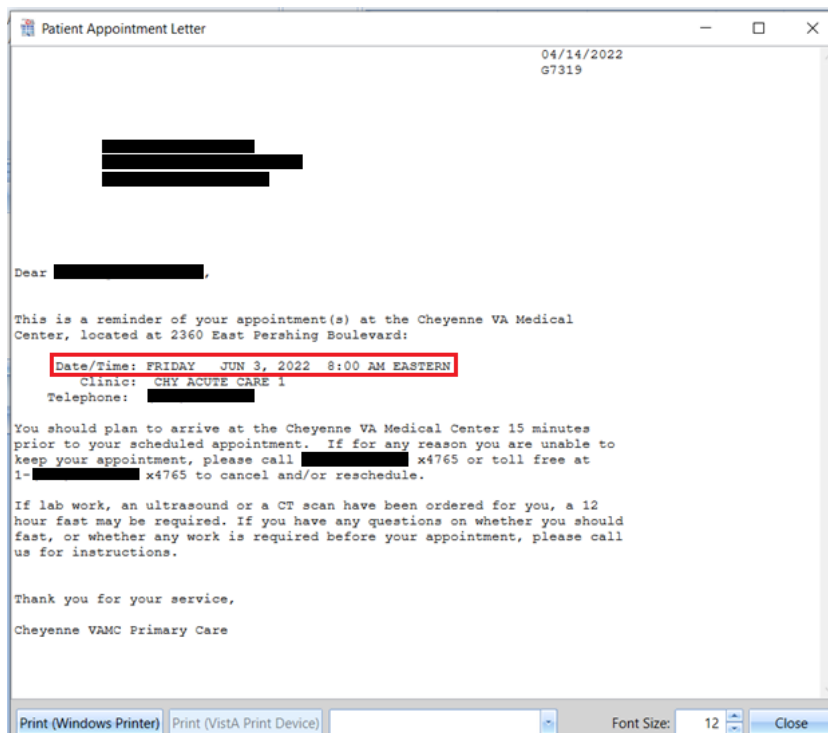 Patient Appointment Letter
04/14/2022
G7319
Dear ,
This is a reminder of your appointment(s) at the Cheyenne VA Medical
Center, located at 2360 East Pershing Boulevard:
Date/Time: FRIDAY JUN 3, 2022 8:00 AM EASTERN
Clinic: CHY ACUTE CARE 1
Telephone:
You should plan to arrive at the Cheyenne VA Medical Center 15 minutes
prior to your scheduled appointment. If for any reason you are unable to
keep your appointment, please call x4765 or toll free at
1- x4765 to cancel and/or reschedule.
If lab work, an ultrasound or a CT scan have been ordered for you, a 12
hour fast may be required. If you have any questions on whether you should
fast, or whether any work is required before your appointment, please call
us for instructions.
Thank you for your service,
Cheyenne VAMC Primary Care
Print (Windows Printer) Print (VistA Print Device) Font Size: 12 Close